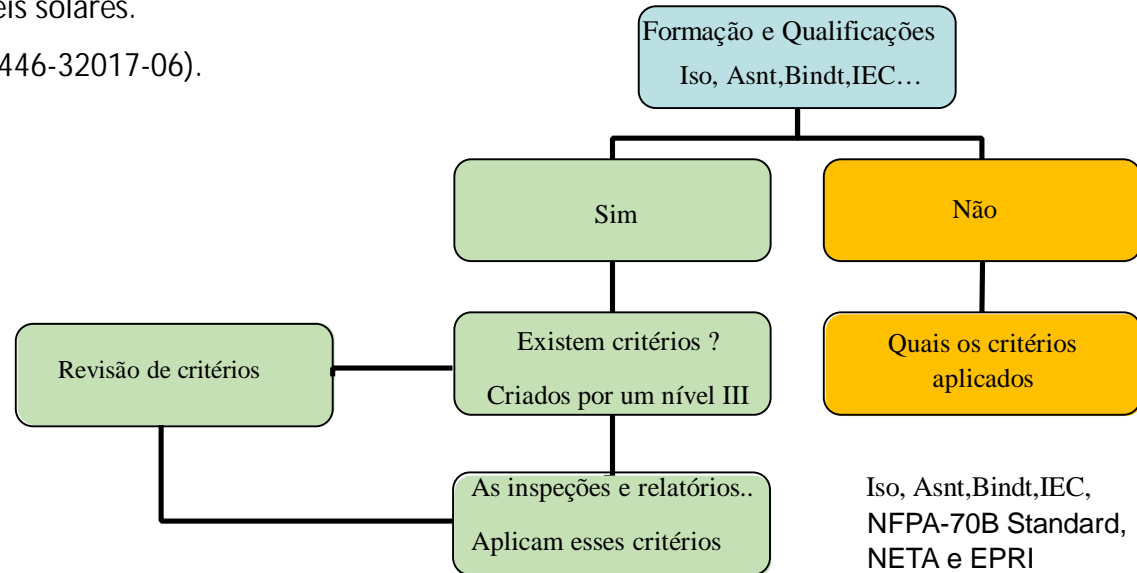 eis solares.
446-32017-06).
Formação e Qualificações
Iso, Asnt,Bindt,IEC…
Sim
Não
Revisão de critérios
Existem critérios ?
Criados por um nível III
Quais os critérios
aplicados
As inspeções e relatórios..
Aplicam esses critérios
Iso, Asnt,Bindt,IEC,
NFPA-70B Standard,
NETA e EPRI